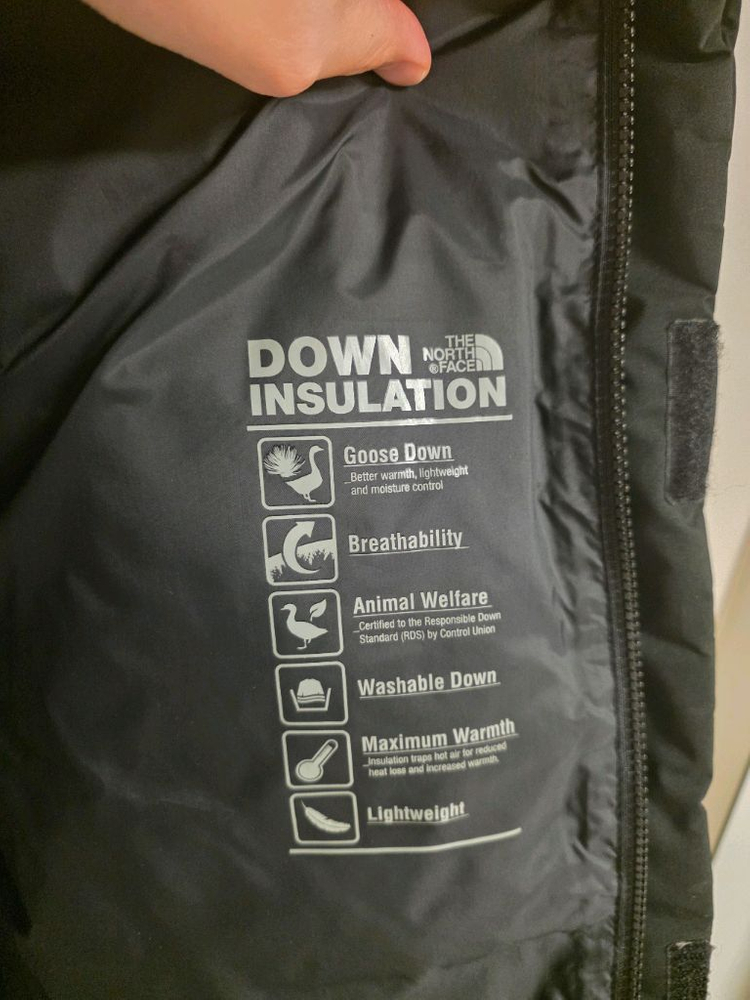 DOWN
THE
NORTH
®FACE
INSULATION
Goose Down
Better warmth, lightweight
and moisture control
Breathability
Animal Welfare
Certified to the Responsible Down
Standard (RDS) by Control Union
Washable Down
Maximum Warmth
Insulation traps hot air for reduced
heat loss and increased warmth.
Lightweight